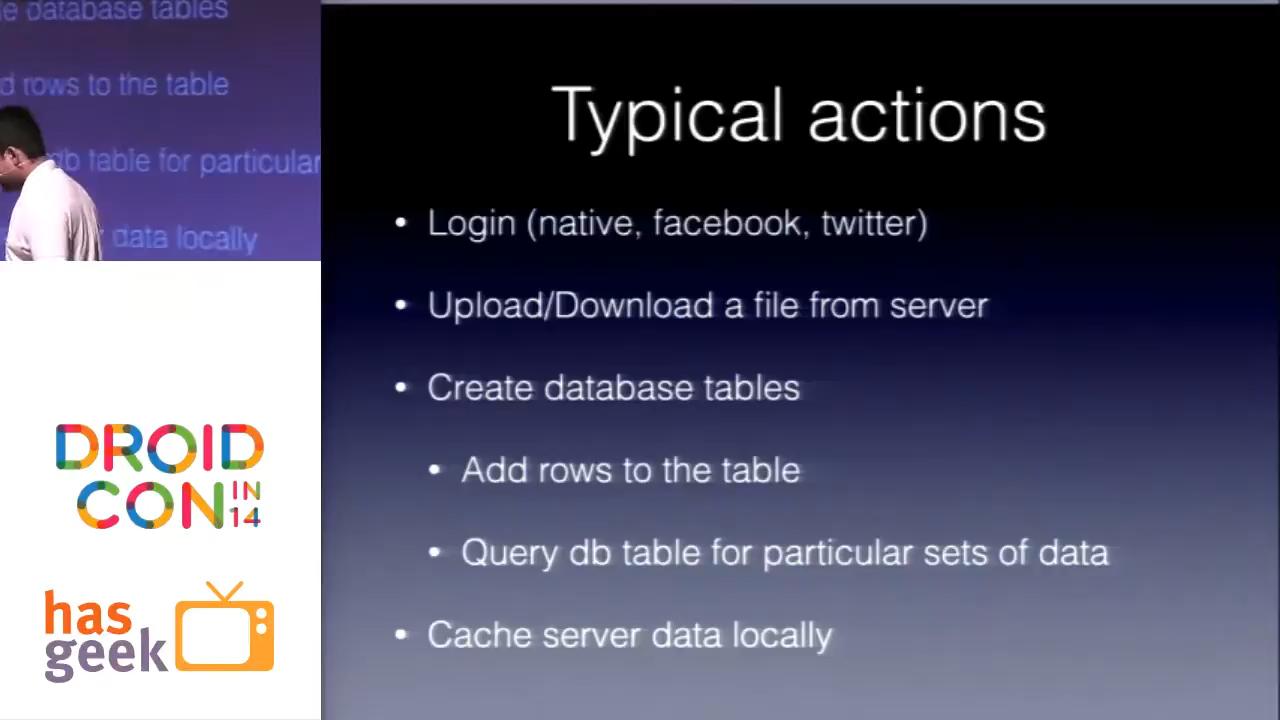 le database tables
d rows to the table
db table for particular
data locally
DROID
CON IN
14
has
geek
Typical actions
• Login (native, facebook, twitter)
• Upload/Download a file from server
• Create database tables
• Add rows to the table
• Query db table for particular sets of data
• Cache server data locally